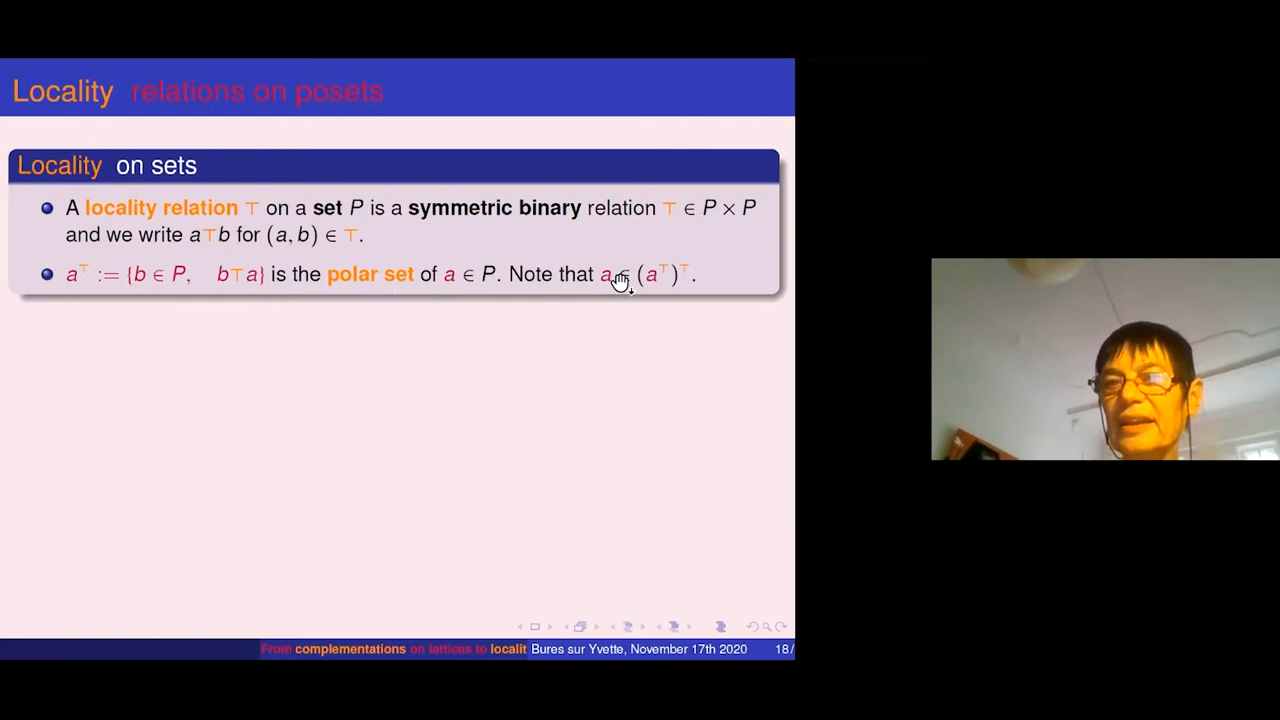 Locality relations on posets
Locality on sets
A locality relation ⊤ on a set P is a symmetric binary relation ⊤ ∈ P × P
and we write a⊤b for (a, b) ∈ ⊤.
a^⊤ := {b ∈ P, b⊤a} is the polar set of a ∈ P. Note that a ∈ (a^⊤)^⊤.
From complementations on lattices to localit Bures sur Yvette, November 17th 2020 18/